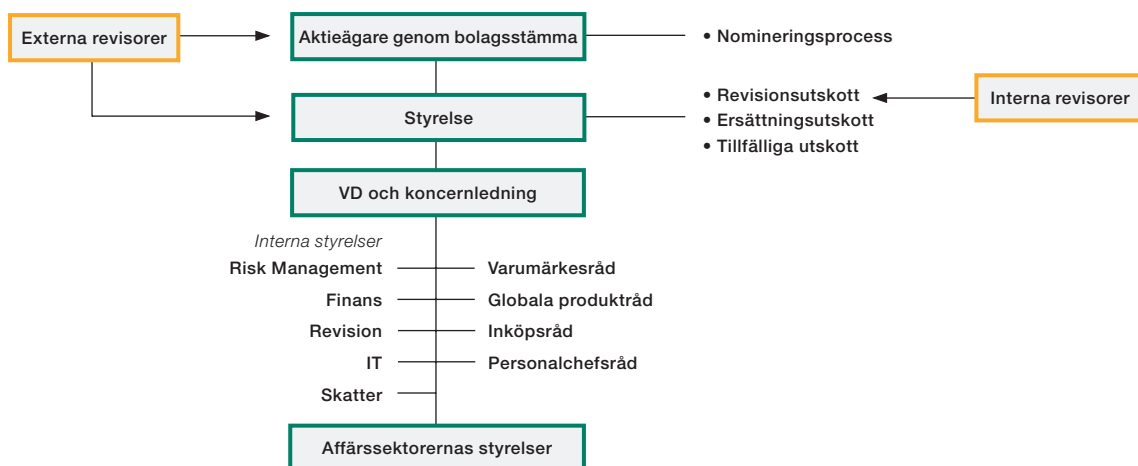 Externa revisorer
Aktieägare genom bolagsstämma
• Nomineringsprocess
Styrelse
• Revisionsutskott
• Ersättningsutskott
• Tillfälliga utskott
Interna revisorer
VD och koncernledning
Interna styrelser
Risk Management
Varumärkesråd
Finans
Globala produktråd
Revision
Inköpsråd
IT
Personalchefsråd
Skatter
Affärssektorernas styrelser